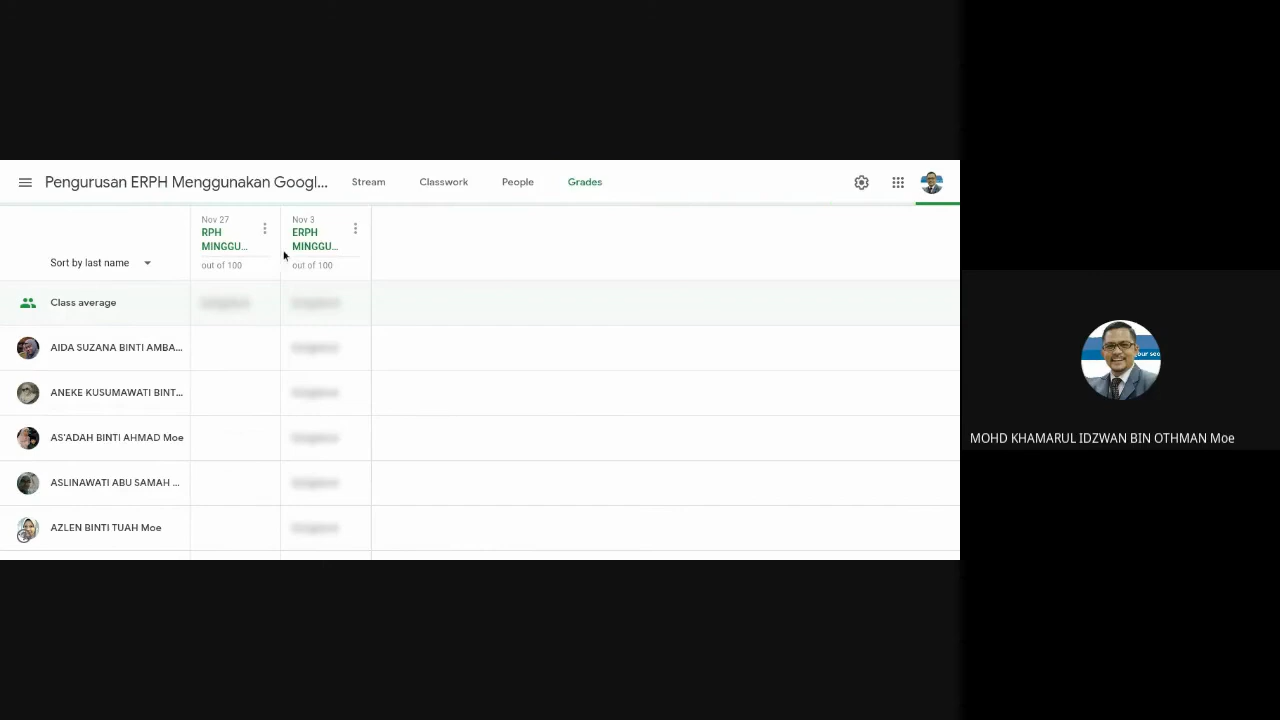 Pengurusan ERPH Menggunakan Googl... Stream Classwork People Grades
Nov 27 Nov 3
RPH ERPH
MINGGU... MINGGU...
Sort by last name out of 100 out of 100
Class average
AIDA SUZANA BINTI AMBA...
ANEKE KUSUMAWATI BINT...
AS'ADAH BINTI AHMAD Moe
ASLINAWATI ABU SAMAH ...
AZLEN BINTI TUAH Moe
MOHD KHAMARUL IDZWAN BIN OTHMAN Moe